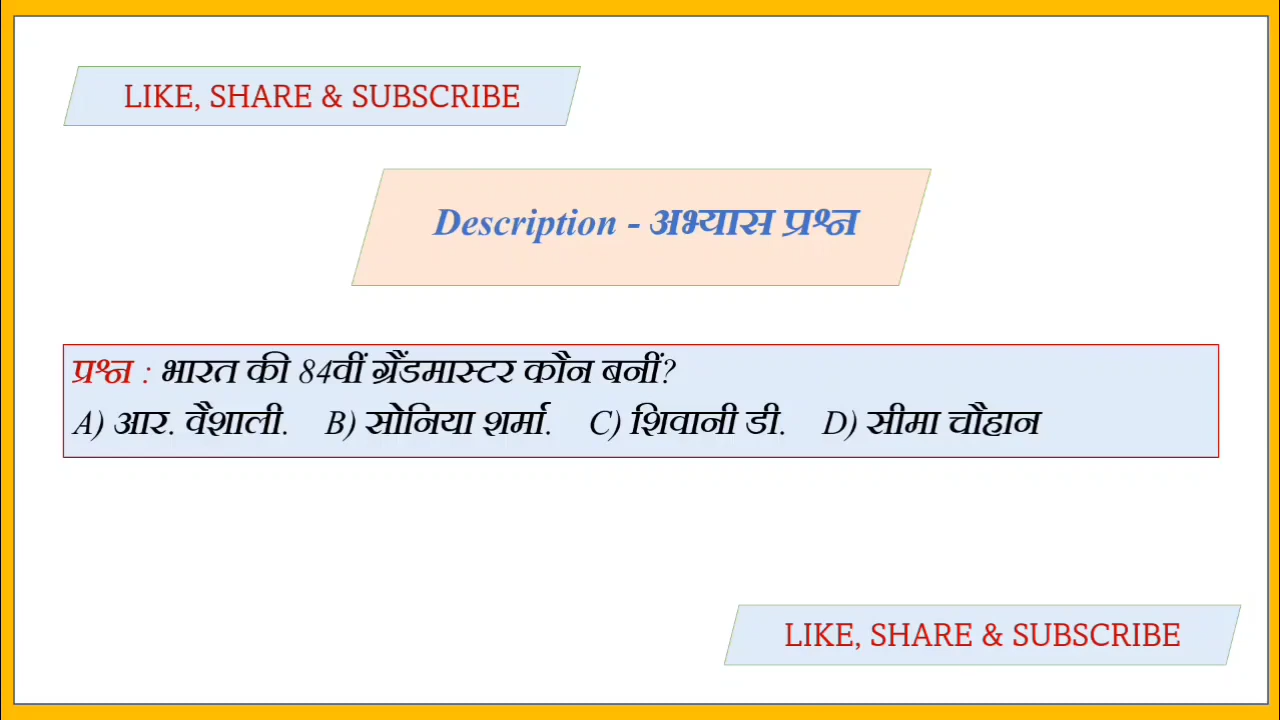 LIKE, SHARE & SUBSCRIBE
Description - अभ्यास प्रश्न
प्रश्न : भारत की 84वीं ग्रैंडमास्टर कौन बनीं?
A) आर. वैशाली. B) सोनिया शर्मा. C) शिवानी डी. D) सीमा चौहान
LIKE, SHARE & SUBSCRIBE